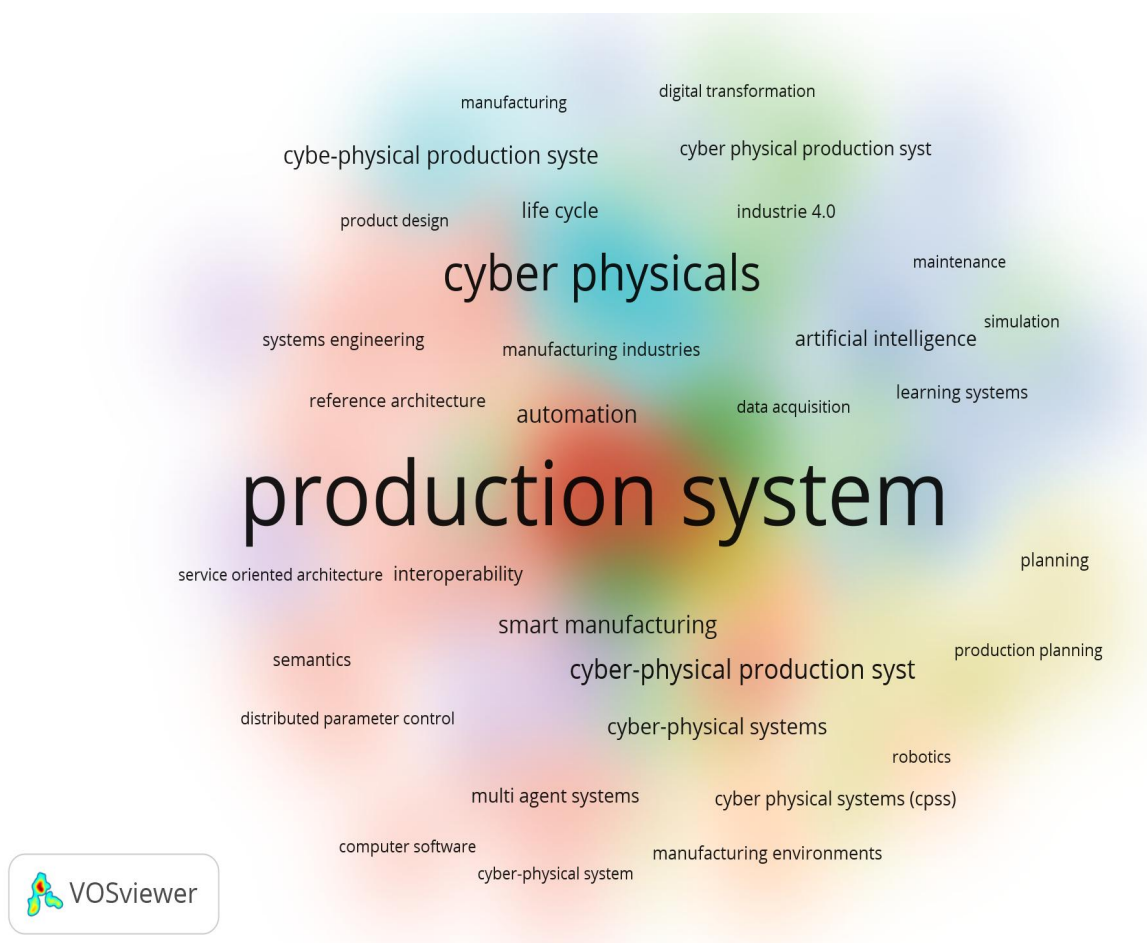 digital transformation
manufacturing
cyber physical production syst
cybe-physical production syste
life cycle
industrie 4.0
product design
maintenance
cyber physicals
simulation
systems engineering
artificial intelligence
manufacturing industries
learning systems
reference architecture
data acquisition
automation
production system
planning
service oriented architecture
interoperability
smart manufacturing
production planning
semantics
cyber-physical production syst
distributed parameter control
cyber-physical systems
robotics
multi agent systems
cyber physical systems (cpss)
computer software
manufacturing environments
cyber-physical system
VOSviewer